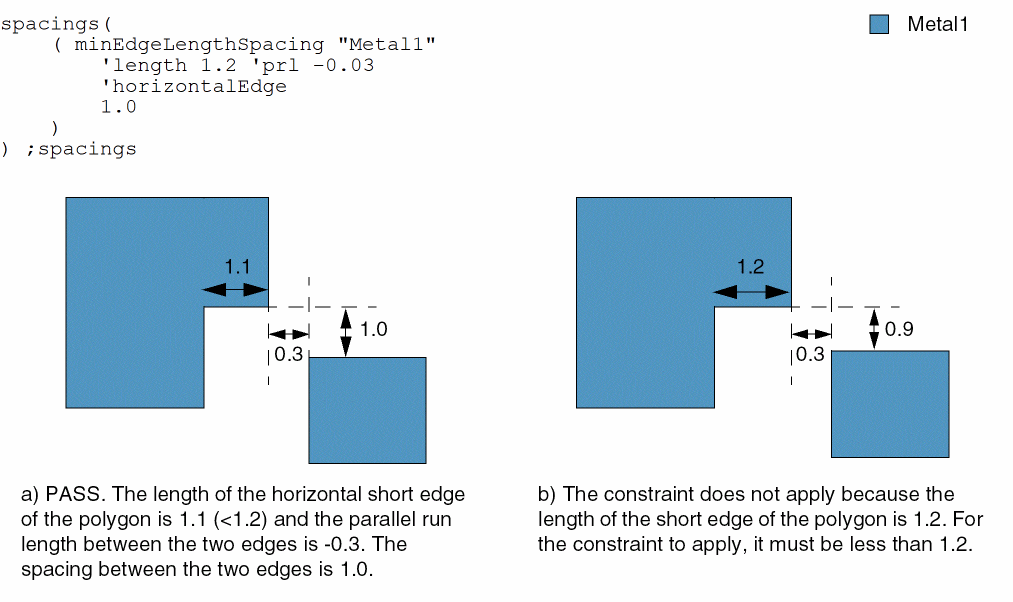 spacings(
( minEdgeLengthSpacing "Metal1"
'length 1.2 'prl -0.03
'horizontalEdge
1.0
)
) ;spacings
Metal1
1.1
1.0
0.3
1.2
0.9
0.3
a) PASS. The length of the horizontal short edge
of the polygon is 1.1 (<1.2) and the parallel run
length between the two edges is -0.3. The
spacing between the two edges is 1.0.
b) The constraint does not apply because the
length of the short edge of the polygon is 1.2. For
the constraint to apply, it must be less than 1.2.